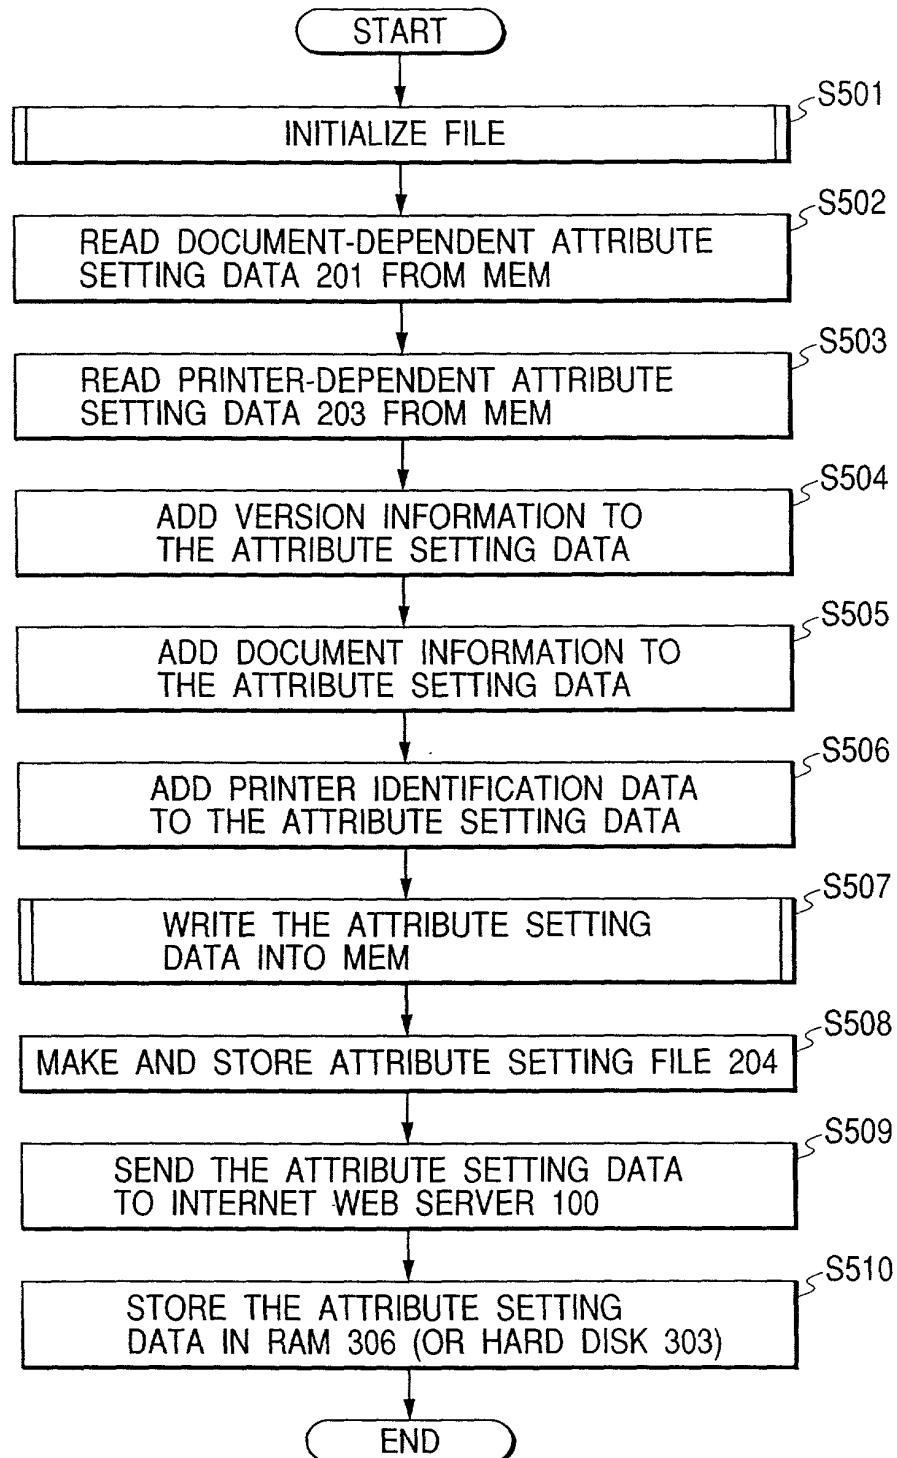 START
S501
INITIALIZE FILE
S502
READ DOCUMENT-DEPENDENT ATTRIBUTE
SETTING DATA 201 FROM MEM
S503
READ PRINTER-DEPENDENT ATTRIBUTE
SETTING DATA 203 FROM MEM
S504
ADD VERSION INFORMATION TO
THE ATTRIBUTE SETTING DATA
S505
ADD DOCUMENT INFORMATION TO
THE ATTRIBUTE SETTING DATA
S506
ADD PRINTER IDENTIFICATION DATA
TO THE ATTRIBUTE SETTING DATA
S507
WRITE THE ATTRIBUTE SETTING
DATA INTO MEM
S508
MAKE AND STORE ATTRIBUTE SETTING FILE 204
S509
SEND THE ATTRIBUTE SETTING DATA
TO INTERNET WEB SERVER 100
S510
STORE THE ATTRIBUTE SETTING
DATA IN RAM 306 (OR HARD DISK 303)
END